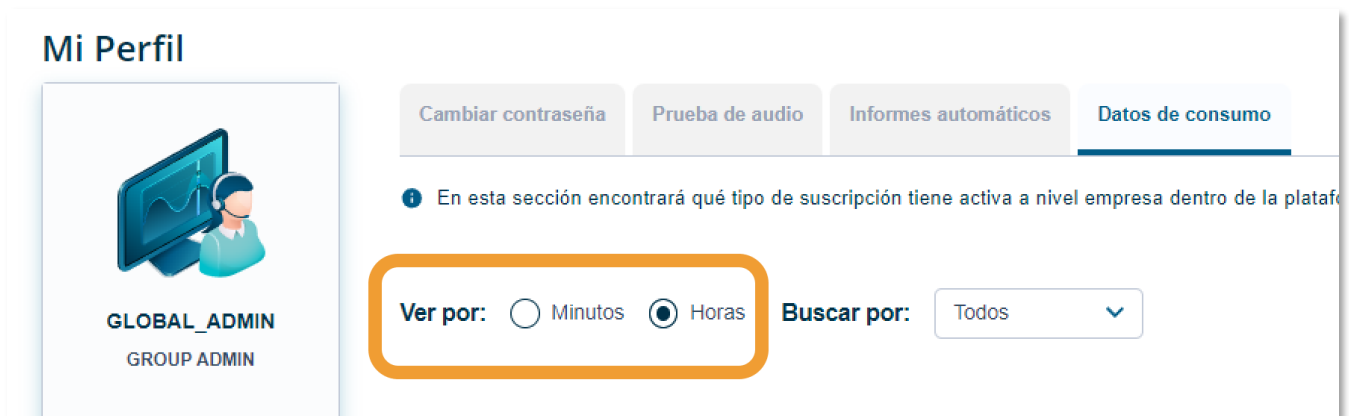 Mi Perfil
Cambiar contraseña
Prueba de audio
Informes automáticos
Datos de consumo
En esta sección encontrará qué tipo de suscripción tiene activa a nivel empresa dentro de la
Ver por: Minutos Horas Buscar por: Todos
GLOBAL_ADMIN
GROUP ADMIN